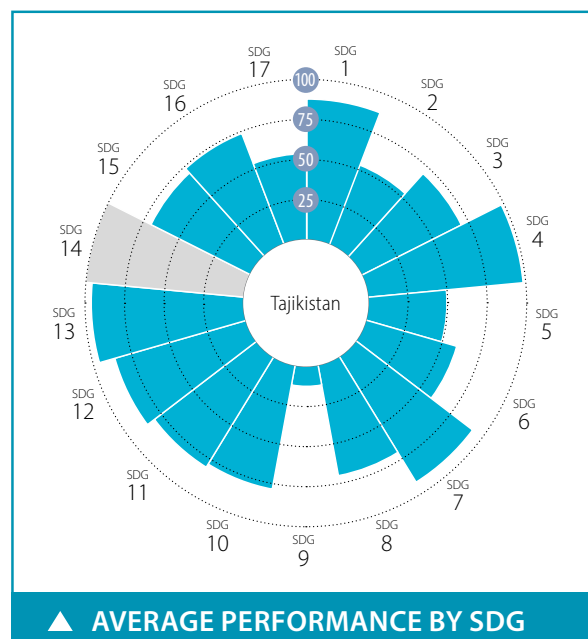 SDG
1
SDG
2
SDG
3
SDG
4
SDG
5
SDG
6
SDG
7
SDG
8
SDG
9
SDG
10
SDG
11
SDG
12
SDG
13
SDG
14
SDG
15
SDG
16
SDG
17
100
75
50
25
Tajikistan
▲ AVERAGE PERFORMANCE BY SDG